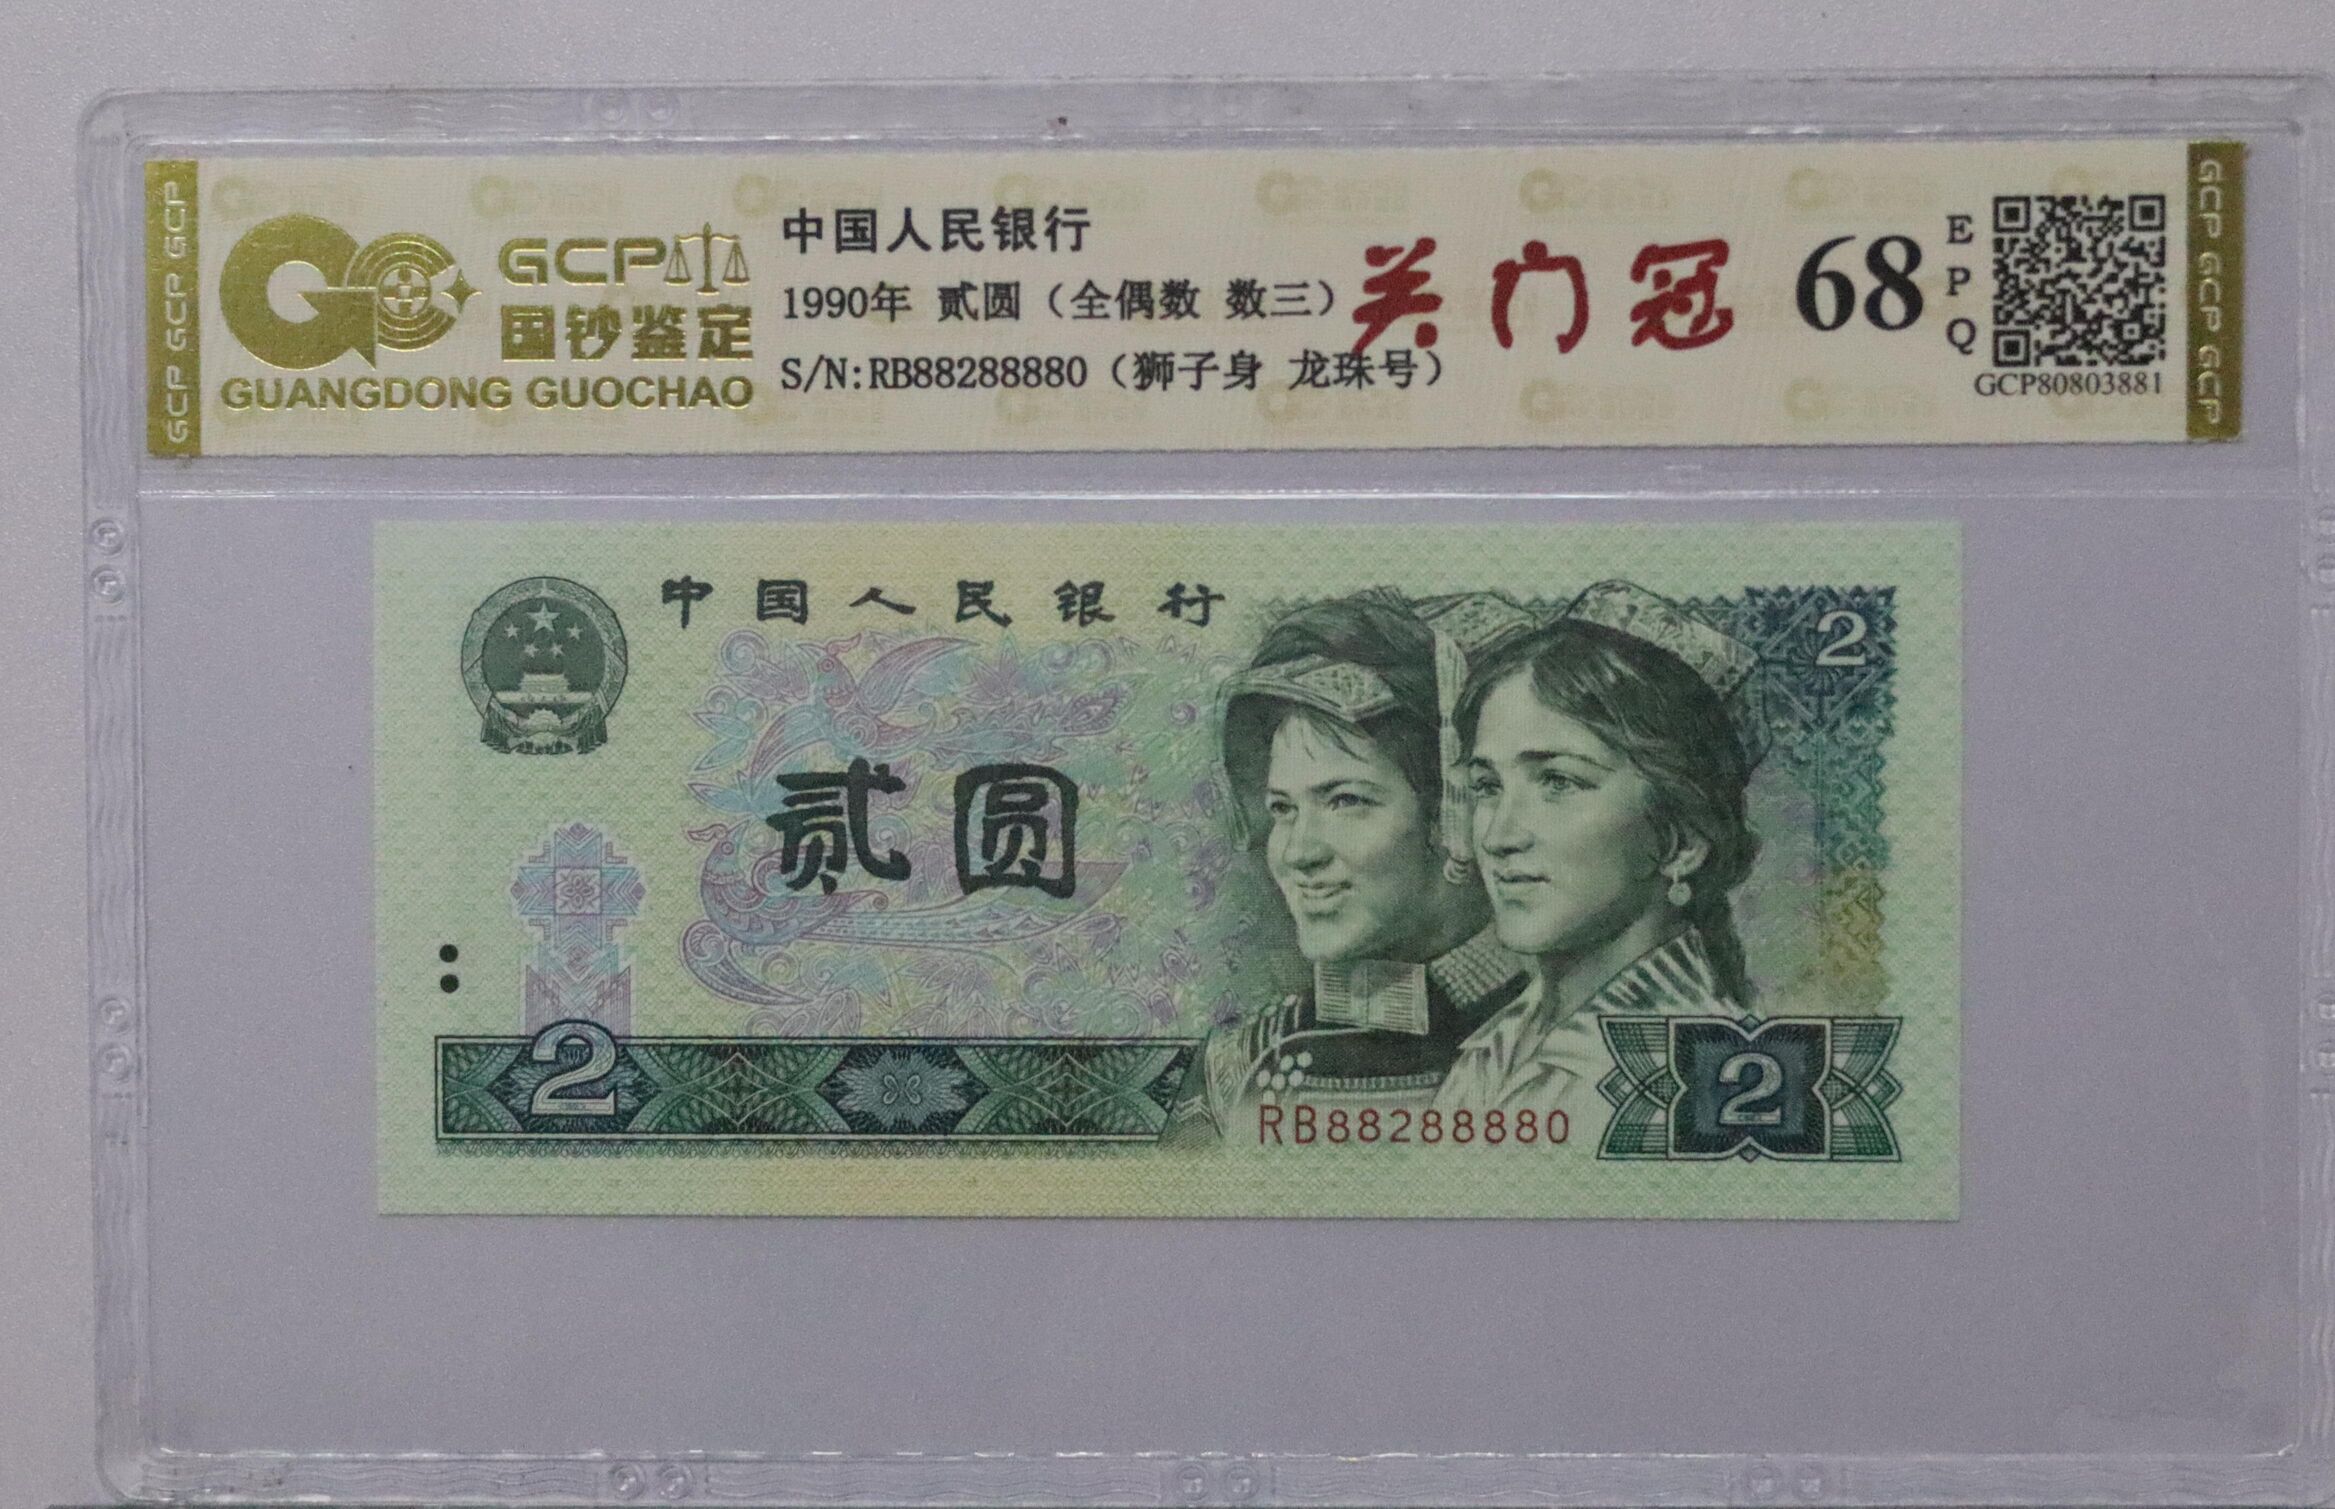 GCP GCP GCP
GCP
国钞鉴定
GUANGDONG GUOCHAO
中国人民银行
1990年 贰圆（全偶数 数三）
S/N:RB88288880（狮子身 龙珠号）
关门冠
68
EPQ
GCP80803881
GCP GCP GCP
中国人民银行
2
贰圆
2
RB88288880
2